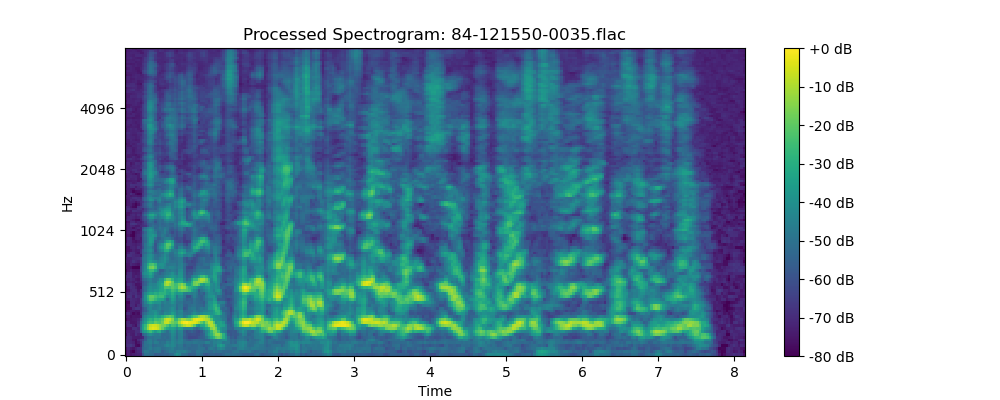 Processed Spectrogram: 84-121550-0035.flac
Hz
4096
2048
1024
512
0
0 1 2 3 4 5 6 7 8
Time
+0 dB
-10 dB
-20 dB
-30 dB
-40 dB
-50 dB
-60 dB
-70 dB
-80 dB